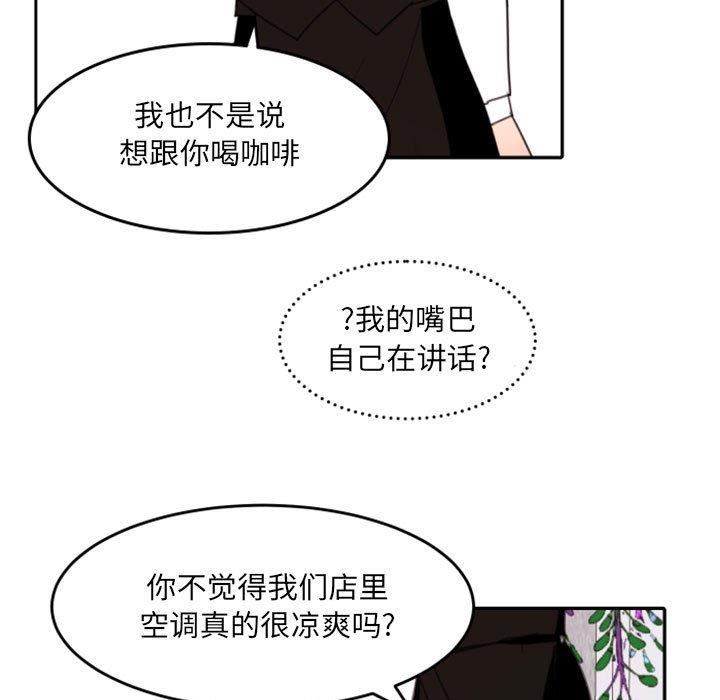 我也不是说
想跟你喝咖啡
?我的嘴巴
自己在讲话?
你不觉得我们店里
空调真的很凉爽吗?